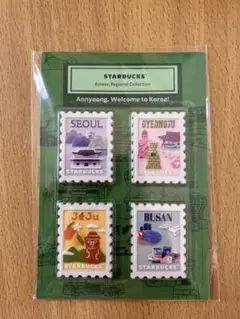 STARBUCKS
Korean Regional Collection
Annyeong, Welcome to Korea!
SEOUL
STARBUCKS
GYEONGJU
STARBUCKS
JeJu
STARBUCKS
BUSAN
STARBUCKS